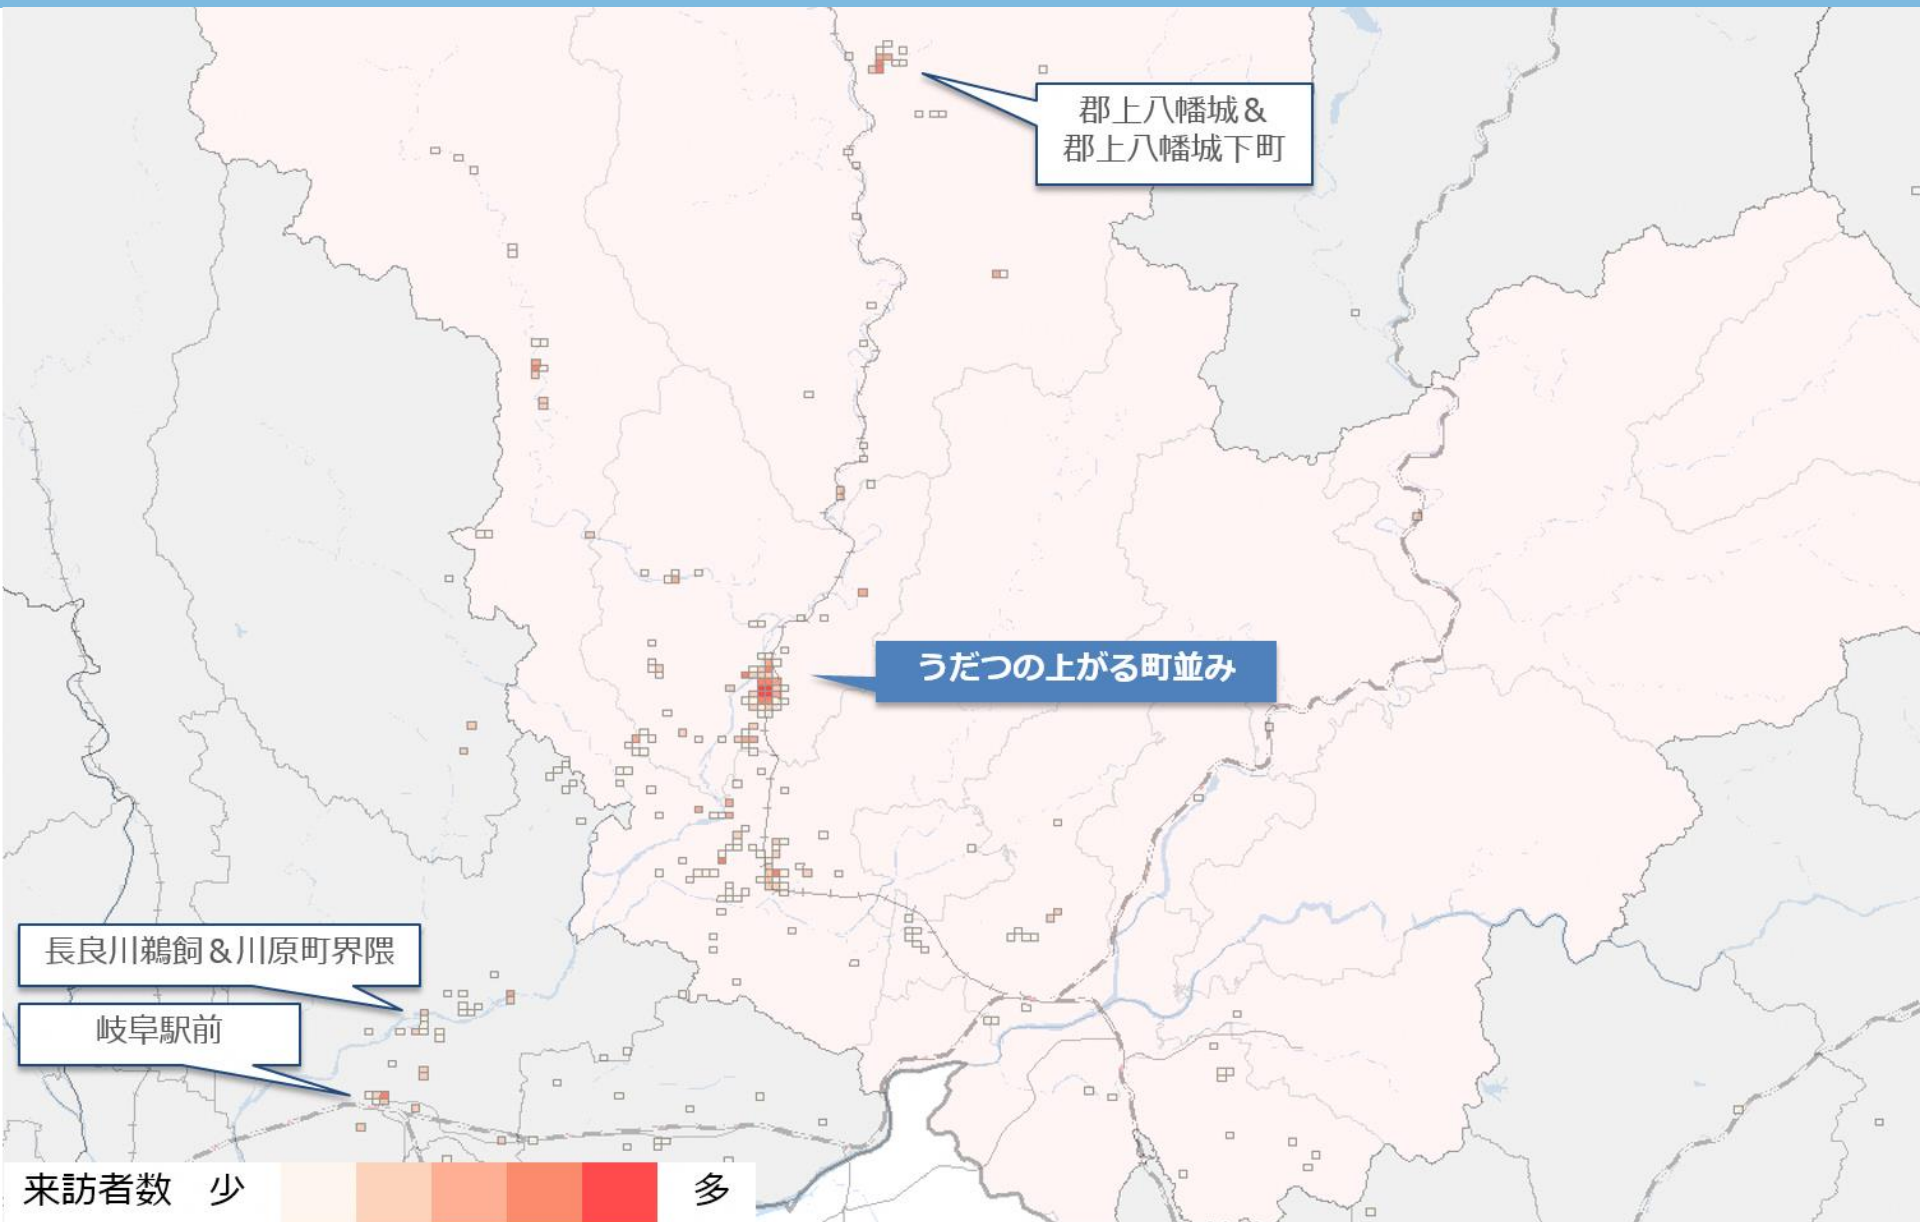 郡上八幡城＆
郡上八幡城下町
うだつの上がる町並み
長良川鵜飼＆川原町界隈
岐阜駅前
来訪者数 少 多